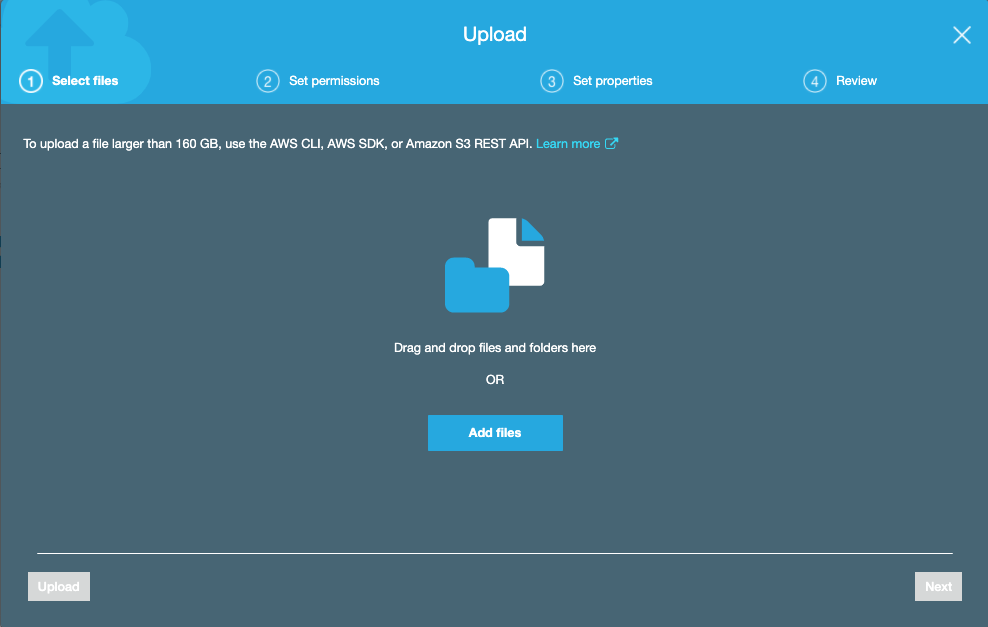 Upload
1 Select files
2 Set permissions
3 Set properties
4 Review
To upload a file larger than 160 GB, use the AWS CLI, AWS SDK, or Amazon S3 REST API. Learn more
Drag and drop files and folders here
OR
Add files
Upload
Next